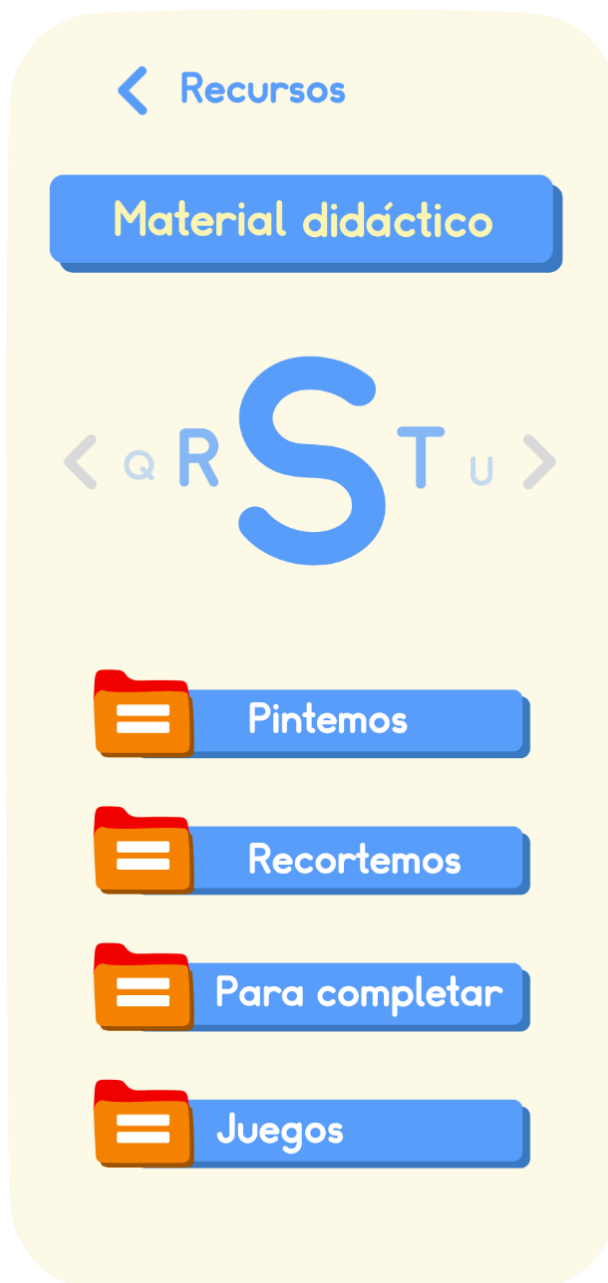 Recursos
Material didáctico
Q R S T U
Pintemos
Recortemos
Para completar
Juegos